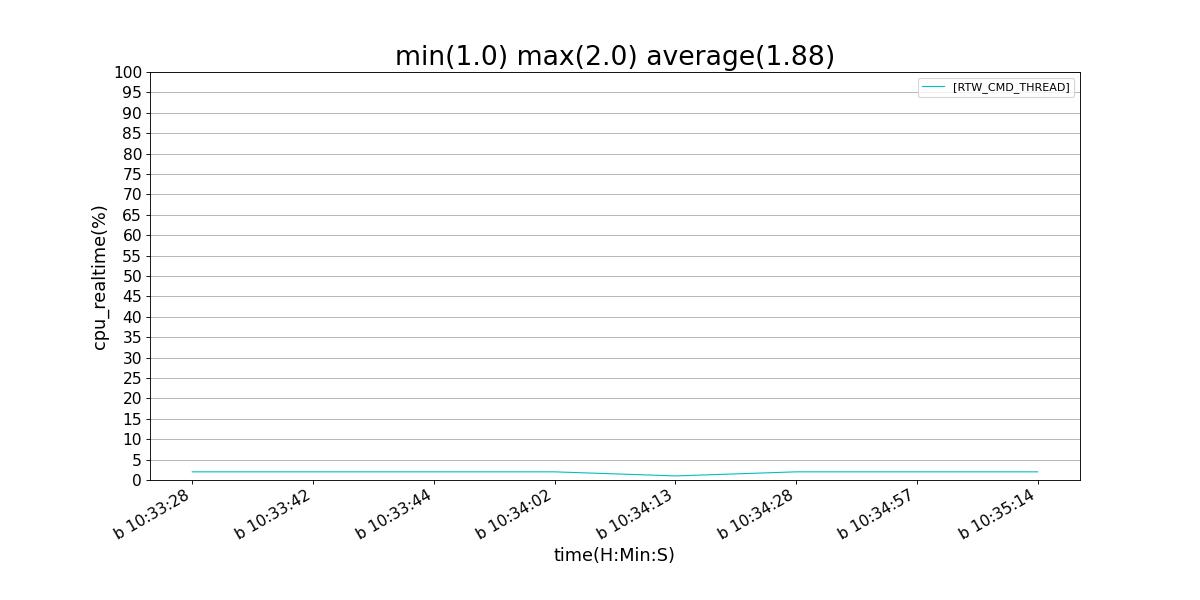 min(1.0) max(2.0) average(1.88)
[RTW_CMD_THREAD]
cpu_realtime(%)
100
95
90
85
80
75
70
65
60
55
50
45
40
35
30
25
20
15
10
5
0
b 10:33:28
b 10:33:42
b 10:33:44
b 10:34:02
b 10:34:13
b 10:34:28
b 10:34:57
b 10:35:14
time(H:Min:S)